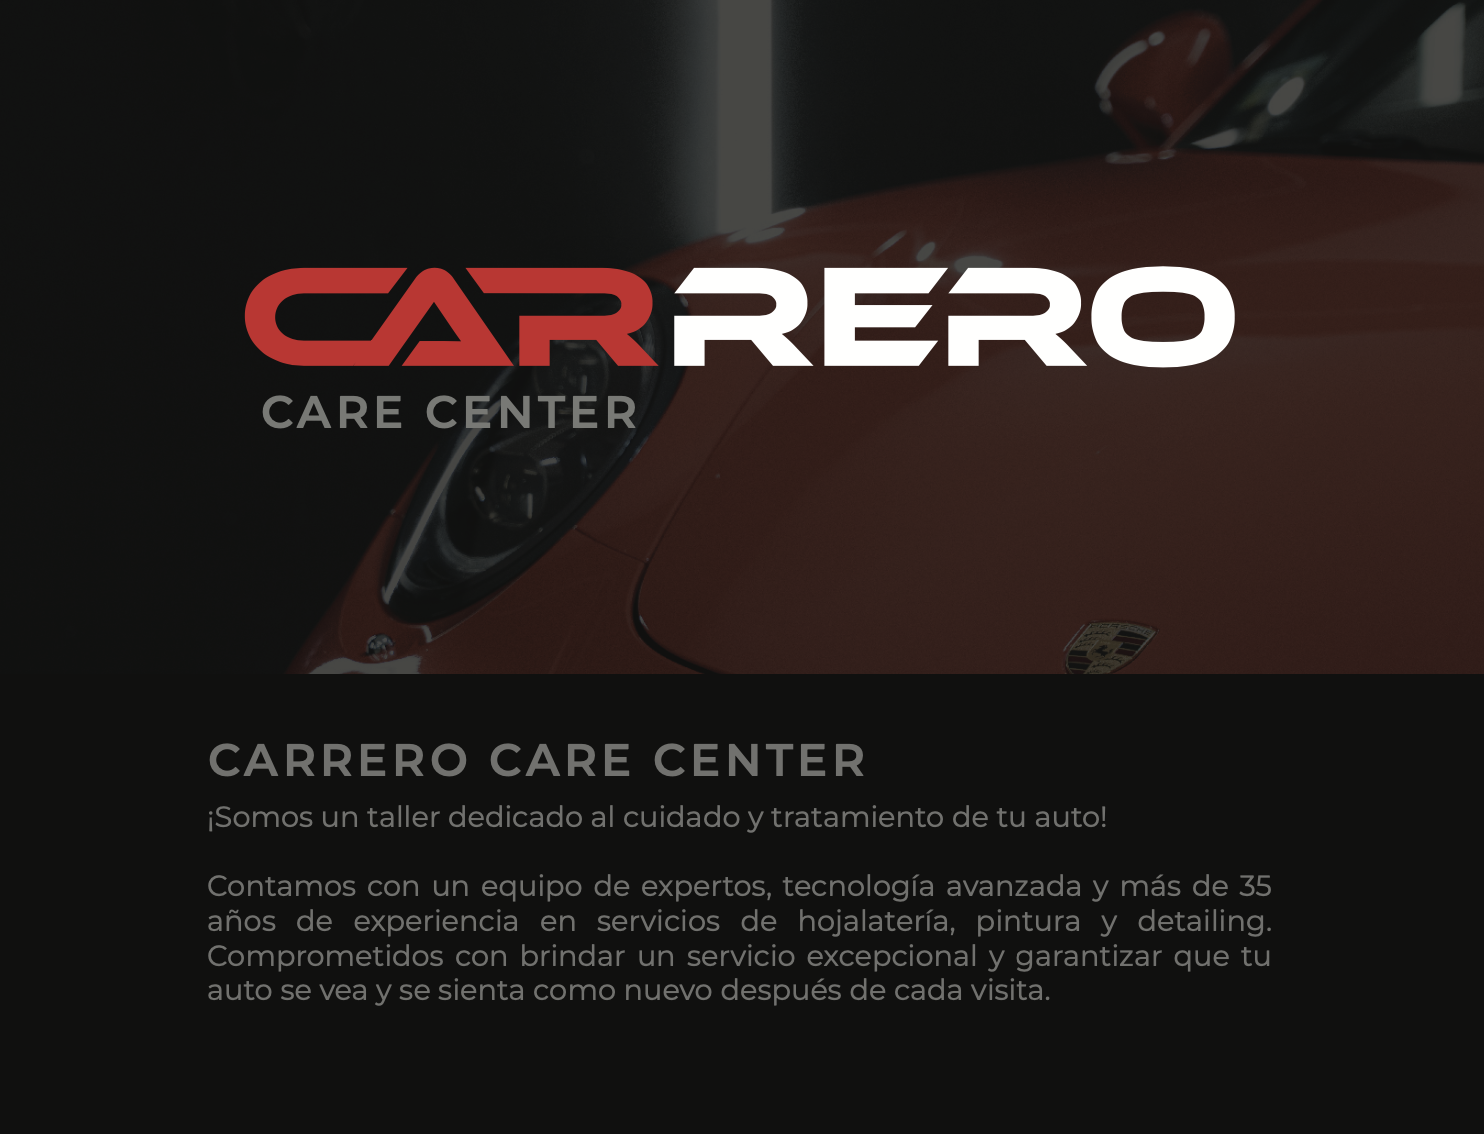 CARRERO
CARE CENTER
CARRERO CARE CENTER
¡Somos un taller dedicado al cuidado y tratamiento de tu auto!
Contamos con un equipo de expertos, tecnología avanzada y más de 35
años de experiencia en servicios de hojalatería, pintura y detailing.
Comprometidos con brindar un servicio excepcional y garantizar que tu
auto se vea y se sienta como nuevo después de cada visita.